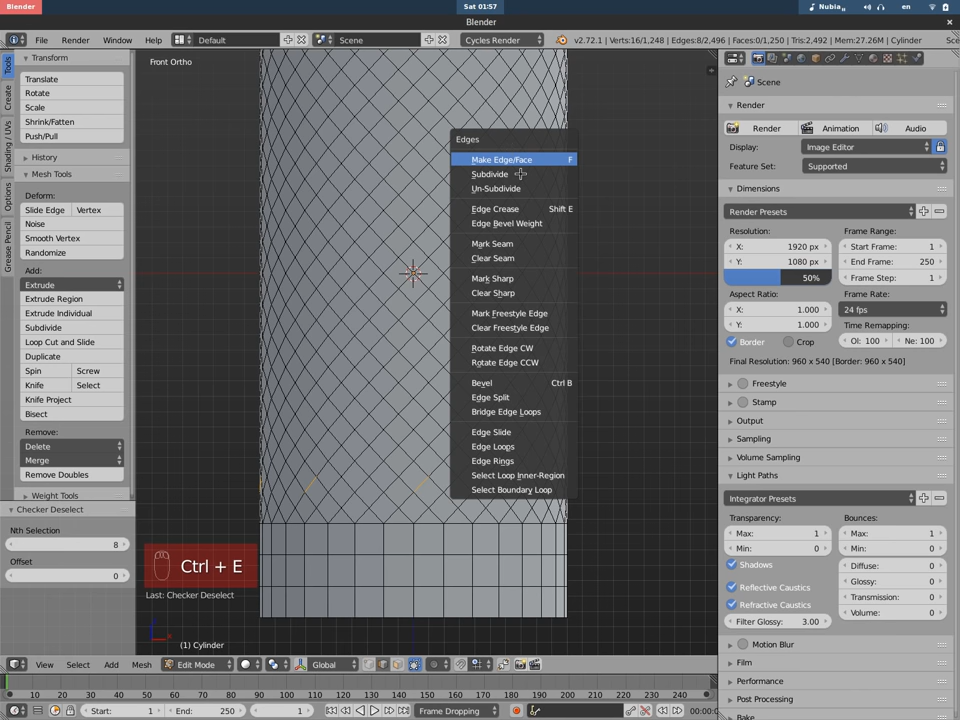 Blender
Sat 01:57
Nubia
en
Blender
File Render Window Help
Default
Scene
Cycles Render
v2.72.1 | Verts:16/1,248 | Edges:8/2,496 | Faces:0/1,250 | Tris:2,492 | Mem:27.26M | Cylinder
Sce
Tools
Create
Shading / UVs
Options
Grease Pencil
Transform
Translate
Rotate
Scale
Shrink/Fatten
Push/Pull
History
Mesh Tools
Deform:
Slide Edge Vertex
Noise
Smooth Vertex
Randomize
Add:
Extrude
Extrude Region
Extrude Individual
Subdivide
Loop Cut and Slide
Duplicate
Spin Screw
Knife Select
Knife Project
Bisect
Remove:
Delete
Merge
Remove Doubles
Weight Tools
Checker Deselect
Nth Selection
8
Offset
0
Front Ortho
Edges
Make Edge/Face F
Subdivide
Un-Subdivide
Edge Crease Shift E
Edge Bevel Weight
Mark Seam
Clear Seam
Mark Sharp
Clear Sharp
Mark Freestyle Edge
Clear Freestyle Edge
Rotate Edge CW
Rotate Edge CCW
Bevel Ctrl B
Edge Split
Bridge Edge Loops
Edge Slide
Edge Loops
Edge Rings
Select Loop Inner-Region
Select Boundary Loop
Ctrl + E
Last: Checker Deselect
(1) Cylinder
View Select Add Mesh
Edit Mode
Global
Scene
Render
Render Animation Audio
Display: Image Editor
Feature Set: Supported
Dimensions
Render Presets
Resolution: Frame Range:
X: 1920 px Start Frame: 1
Y: 1080 px End Frame: 250
50% Frame Step: 1
Aspect Ratio: Frame Rate:
X: 1.000 24 fps
Y: 1.000 Time Remapping:
Border Crop Ol: 100 Ne: 100
Final Resolution: 960 x 540 [Border: 960 x 540]
Freestyle
Stamp
Output
Sampling
Volume Sampling
Light Paths
Integrator Presets
Transparency: Bounces:
Max: 1 Max: 1
Min: 0 Min: 0
Shadows Diffuse: 0
Glossy: 0
Reflective Caustics Transmission: 0
Refractive Caustics Volume: 0
Filter Glossy: 3.00
Motion Blur
Film
Performance
Post Processing
Bake
10 20 30 40 50 60 70 80 90 100 110 120 130 140 150 160 170 180 190 200 210 220 230 240
Start: 1 End: 250 1 Frame Dropping 00:00:0